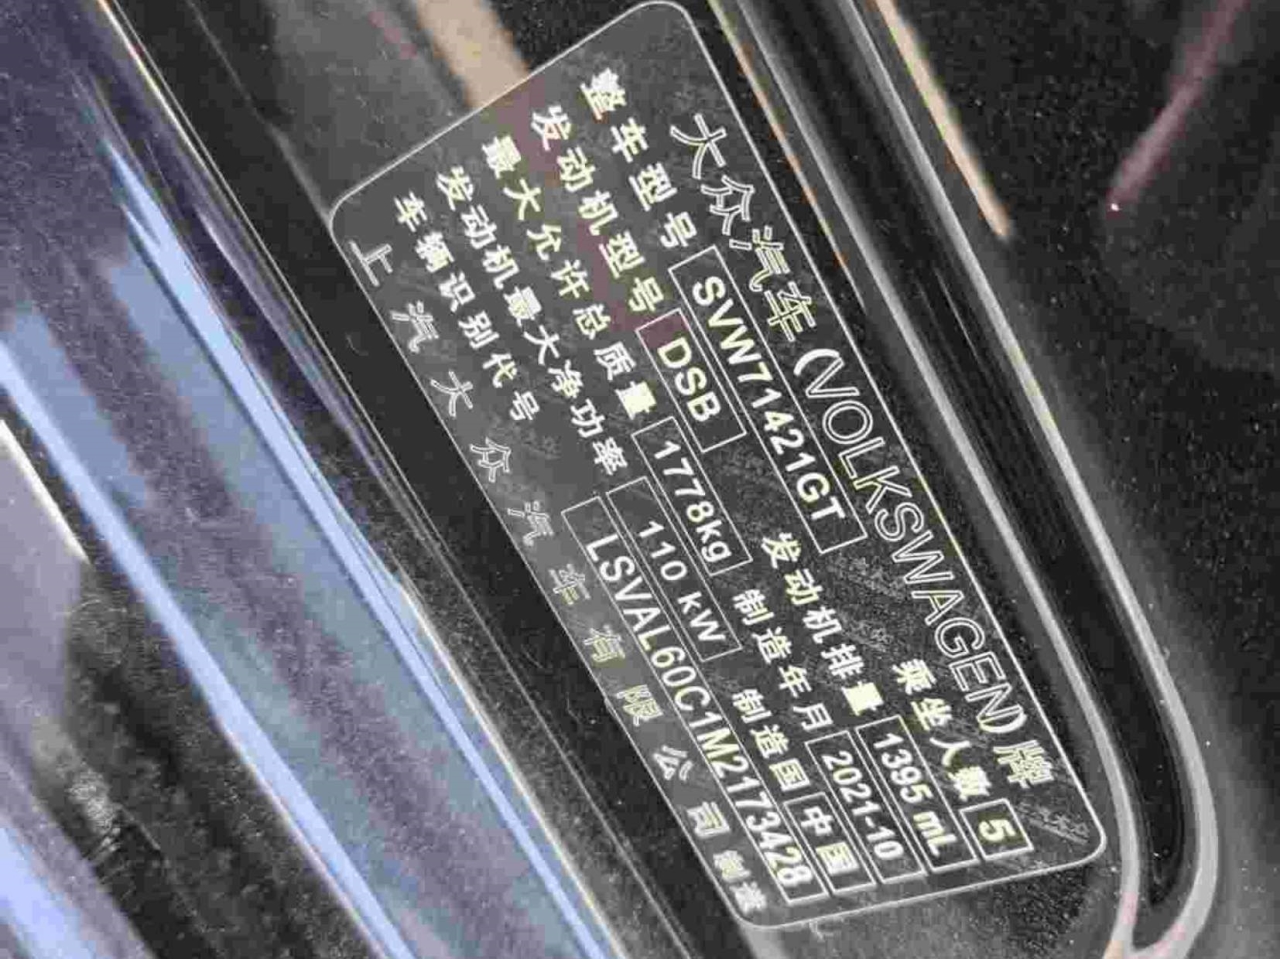 大众汽车(VOLKSWAGEN)牌
整车型号 SVW71421GT 乘坐人数 5
发动机型号 DSB 发动机排量 1395 mL
最大允许总质量 1778kg 制造年月 2021-10
发动机最大净功率 110 kW 制造国 中国
车辆识别代号 LSVAL60C1M2173428
上汽大众汽车有限公司 制造